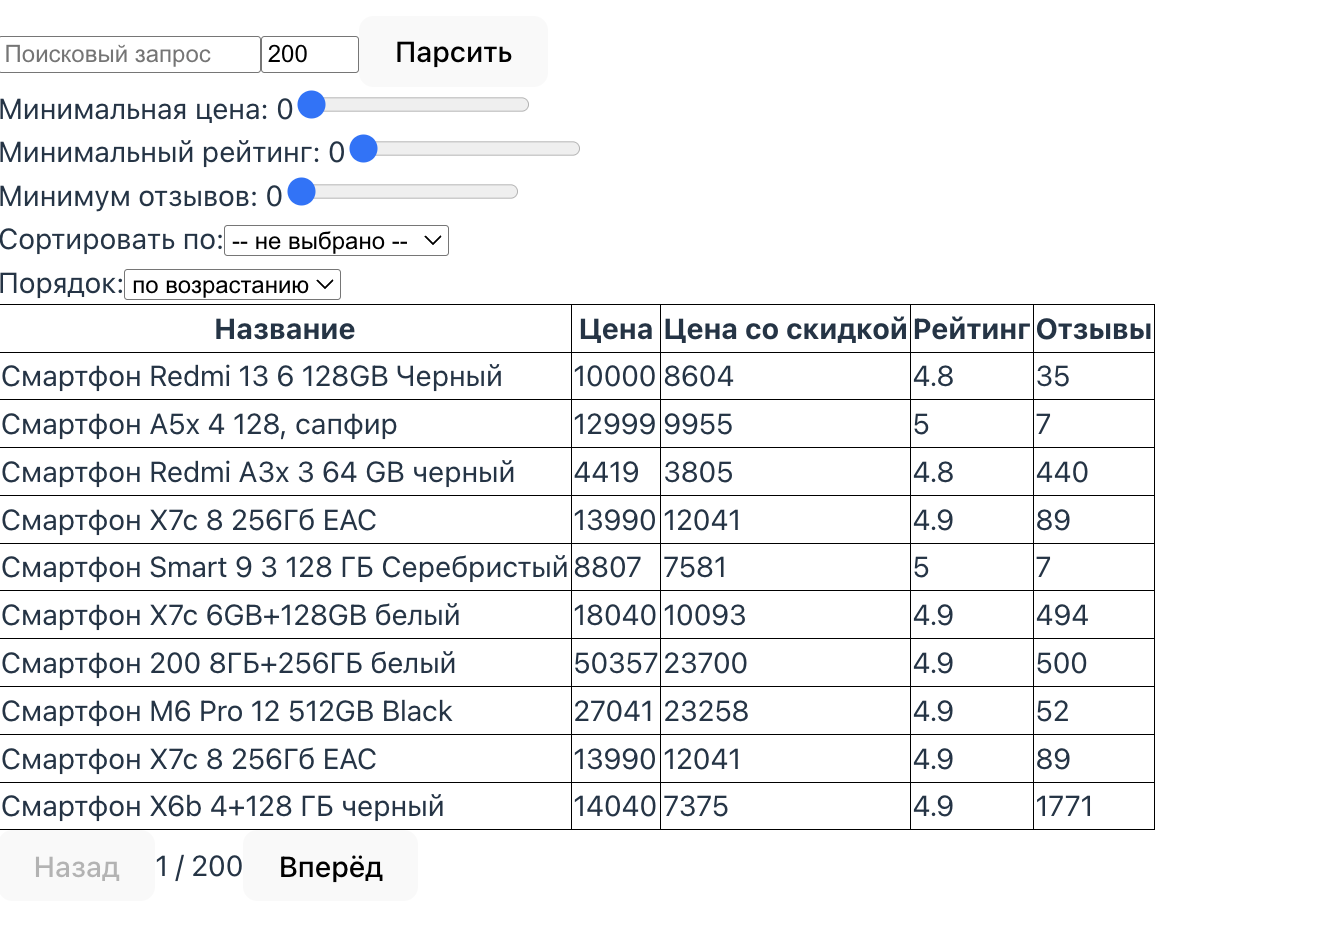 Поисковый запрос 200 Парсить
Минимальная цена: 0
Минимальный рейтинг: 0
Минимум отзывов: 0
Сортировать по: -- не выбрано --
Порядок: по возрастанию
Название Цена Цена со скидкой Рейтинг Отзывы
Смартфон Redmi 13 6 128GB Черный 10000 8604 4.8 35
Смартфон A5x 4 128, сапфир 12999 9955 5 7
Смартфон Redmi A3x 3 64 GB черный 4419 3805 4.8 440
Смартфон X7c 8 256Гб EAC 13990 12041 4.9 89
Смартфон Smart 9 3 128 ГБ Серебристый 8807 7581 5 7
Смартфон X7c 6GB+128GB белый 18040 10093 4.9 494
Смартфон 200 8ГБ+256ГБ белый 50357 23700 4.9 500
Смартфон M6 Pro 12 512GB Black 27041 23258 4.9 52
Смартфон X7c 8 256Гб EAC 13990 12041 4.9 89
Смартфон X6b 4+128 ГБ черный 14040 7375 4.9 1771
Назад 1 / 200 Вперёд